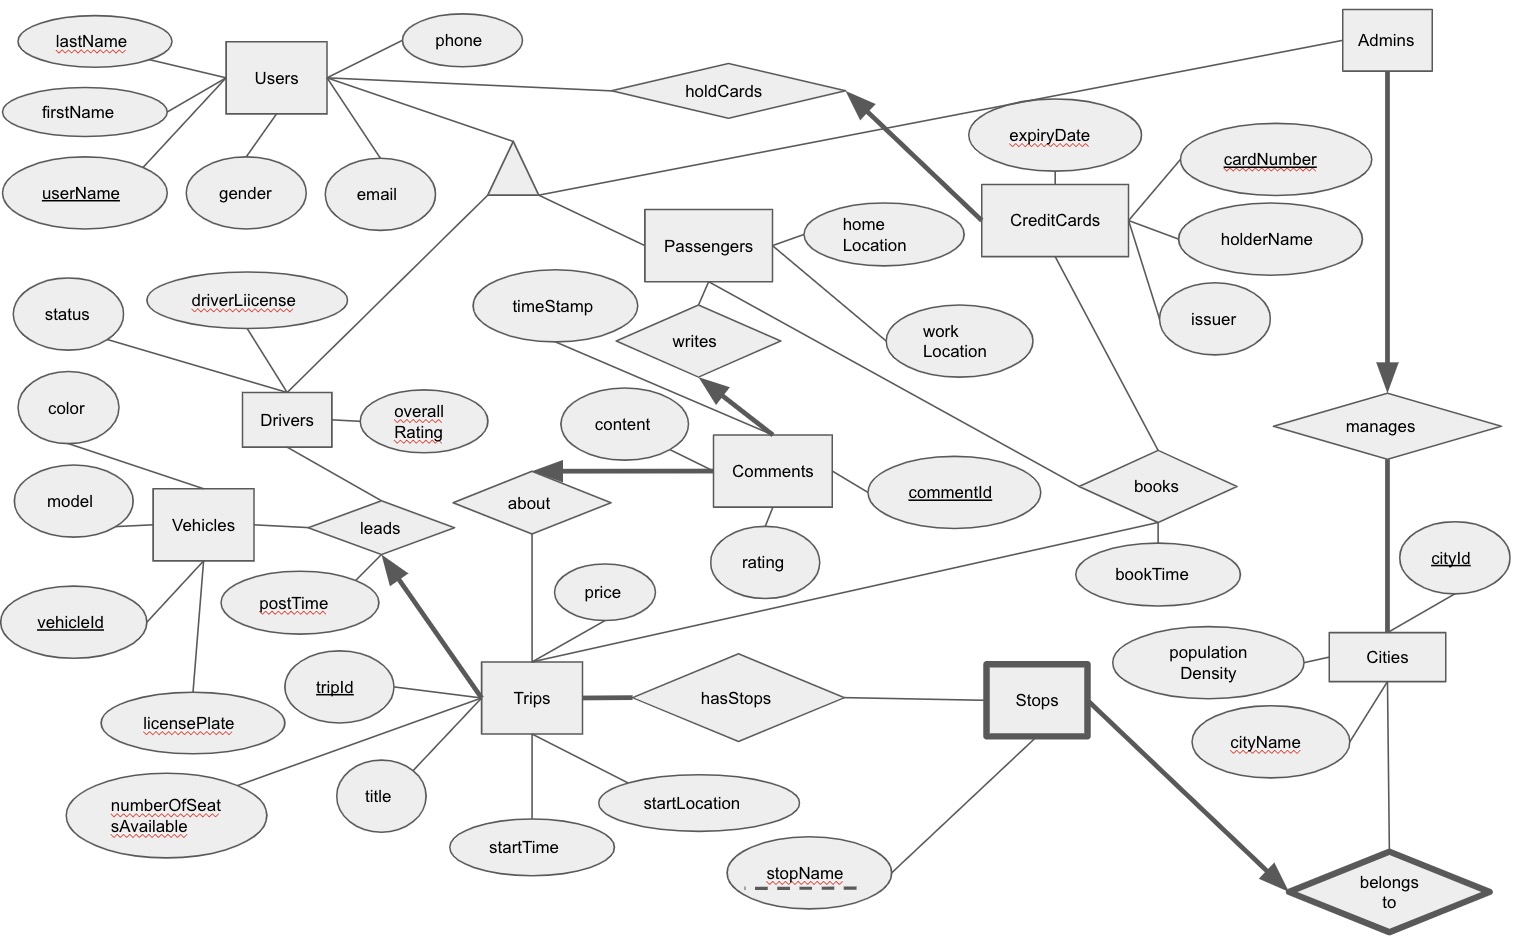 lastName
phone
Admins
Users
holdCards
firstName
expiryDate
cardNumber
userName
gender
email
CreditCards
home
Location
Passengers
holderName
driverLiicense
timeStamp
status
issuer
writes
work
Location
color
overall
Rating
Drivers
content
manages
Comments
model
commentId
books
about
Vehicles
leads
rating
bookTime
cityId
price
postTime
vehicleId
population
Density
Cities
tripId
Trips
hasStops
Stops
licensePlate
cityName
title
numberOfSeat
sAvailable
startLocation
startTime
stopName
belongs
to